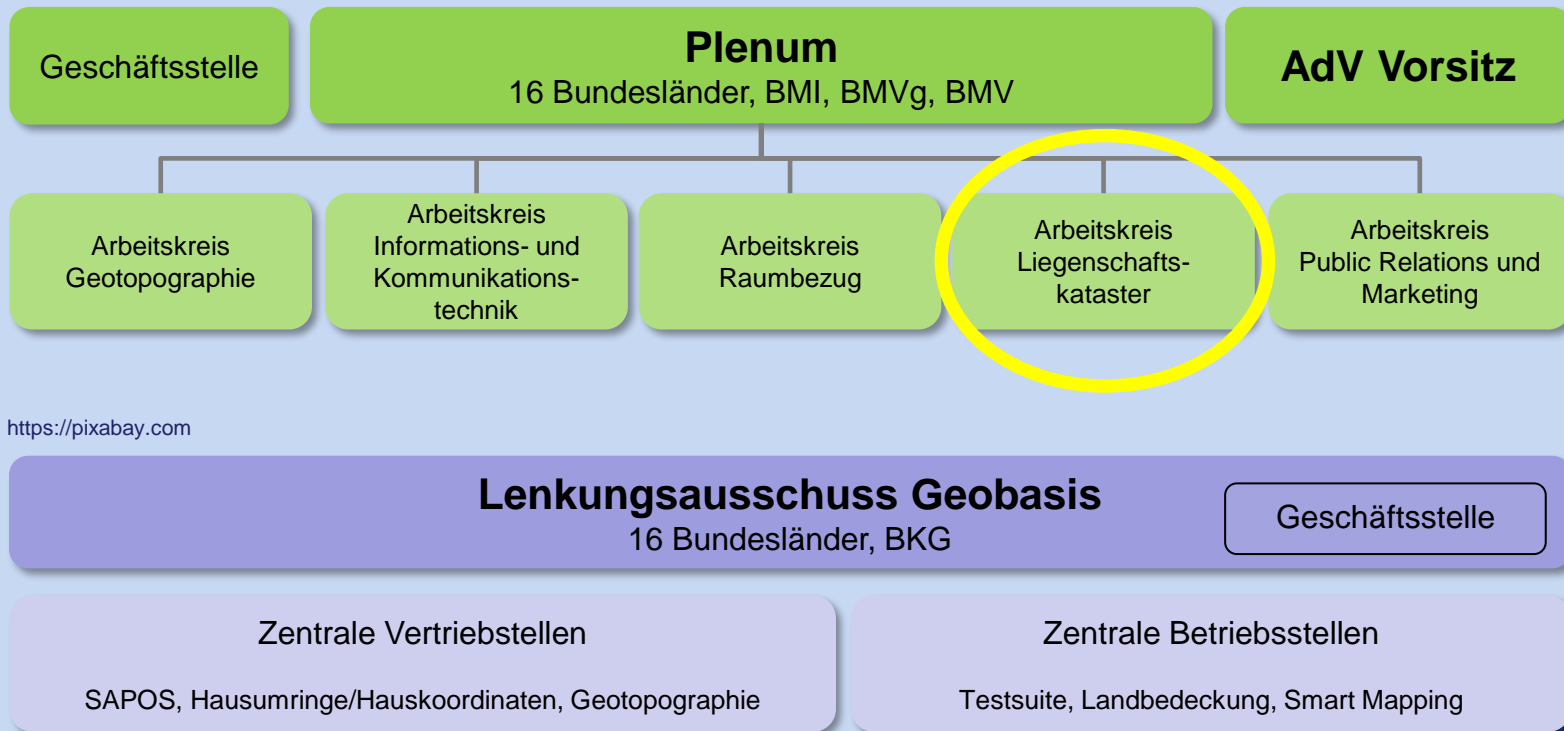 Geschäftsstelle
Plenum
16 Bundesländer, BMI, BMVg, BMV
AdV Vorsitz
Arbeitskreis
Geotopographie
Arbeitskreis
Informations- und
Kommunikations-
technik
Arbeitskreis
Raumbezug
Arbeitskreis
Liegenschafts-
kataster
Arbeitskreis
Public Relations und
Marketing
https://pixabay.com
Lenkungsausschuss Geobasis
16 Bundesländer, BKG
Geschäftsstelle
Zentrale Vertriebstellen
SAPOS, Hausumringe/Hauskoordinaten, Geotopographie
Zentrale Betriebsstellen
Testsuite, Landbedeckung, Smart Mapping